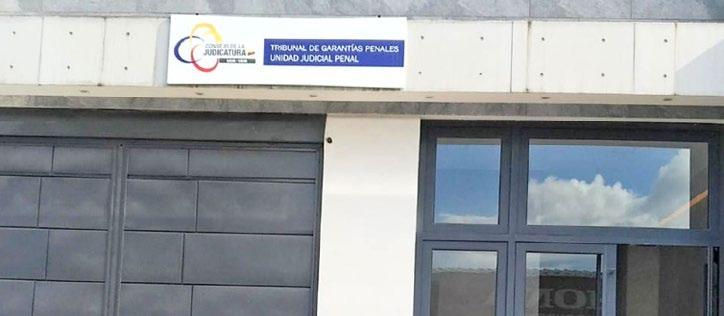 CONSEJO DE LA
JUDICATURA
TRIBUNAL DE GARANTÍAS PENALES
UNIDAD JUDICIAL PENAL